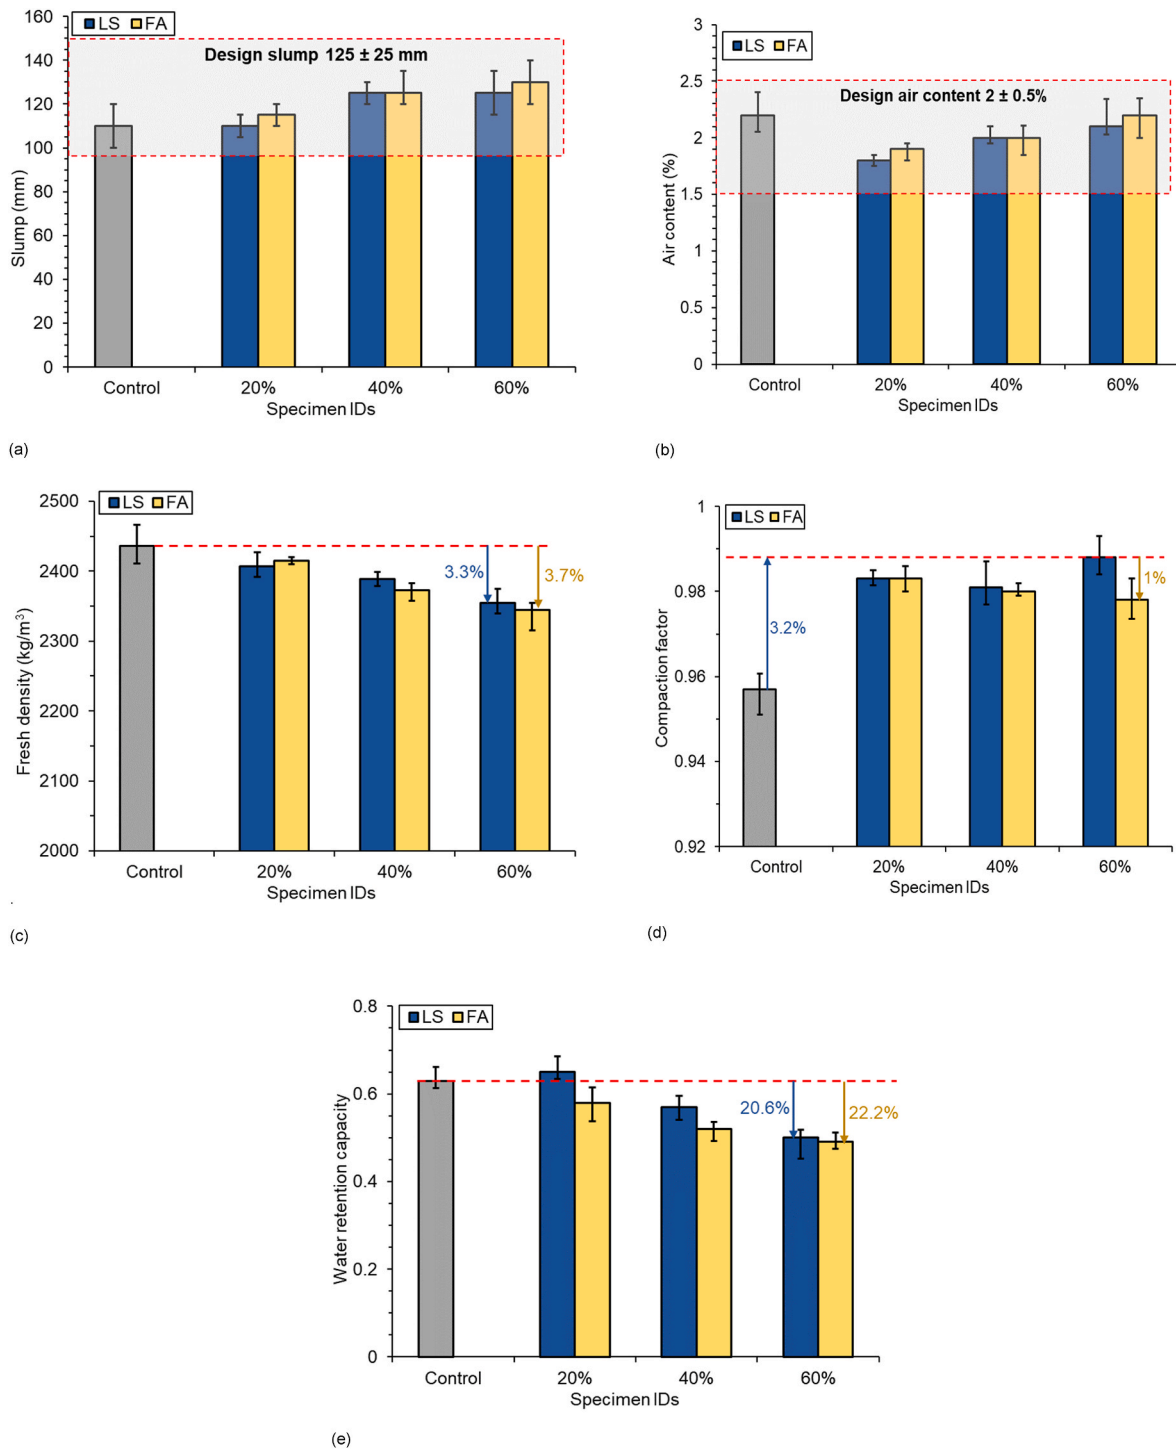 LS FA
Design slump 125 ± 25 mm
160
140
120
100
80
60
40
20
0
Slump (mm)
Control 20% 40% 60%
Specimen IDs
(a)
LS FA
Design air content 2 ± 0.5%
3
2.5
2
1.5
1
0.5
0
Air content (%)
Control 20% 40% 60%
Specimen IDs
(b)
LS FA
2500
2400
2300
2200
2100
2000
Fresh density (kg/m³)
3.3%
3.7%
Control 20% 40% 60%
Specimen IDs
.
(c)
LS FA
1
0.98
0.96
0.94
0.92
Compaction factor
3.2%
1%
Control 20% 40% 60%
Specimen IDs
(d)
LS FA
0.8
0.6
0.4
0.2
0
Water retention capacity
20.6%
22.2%
Control 20% 40% 60%
Specimen IDs
(e)